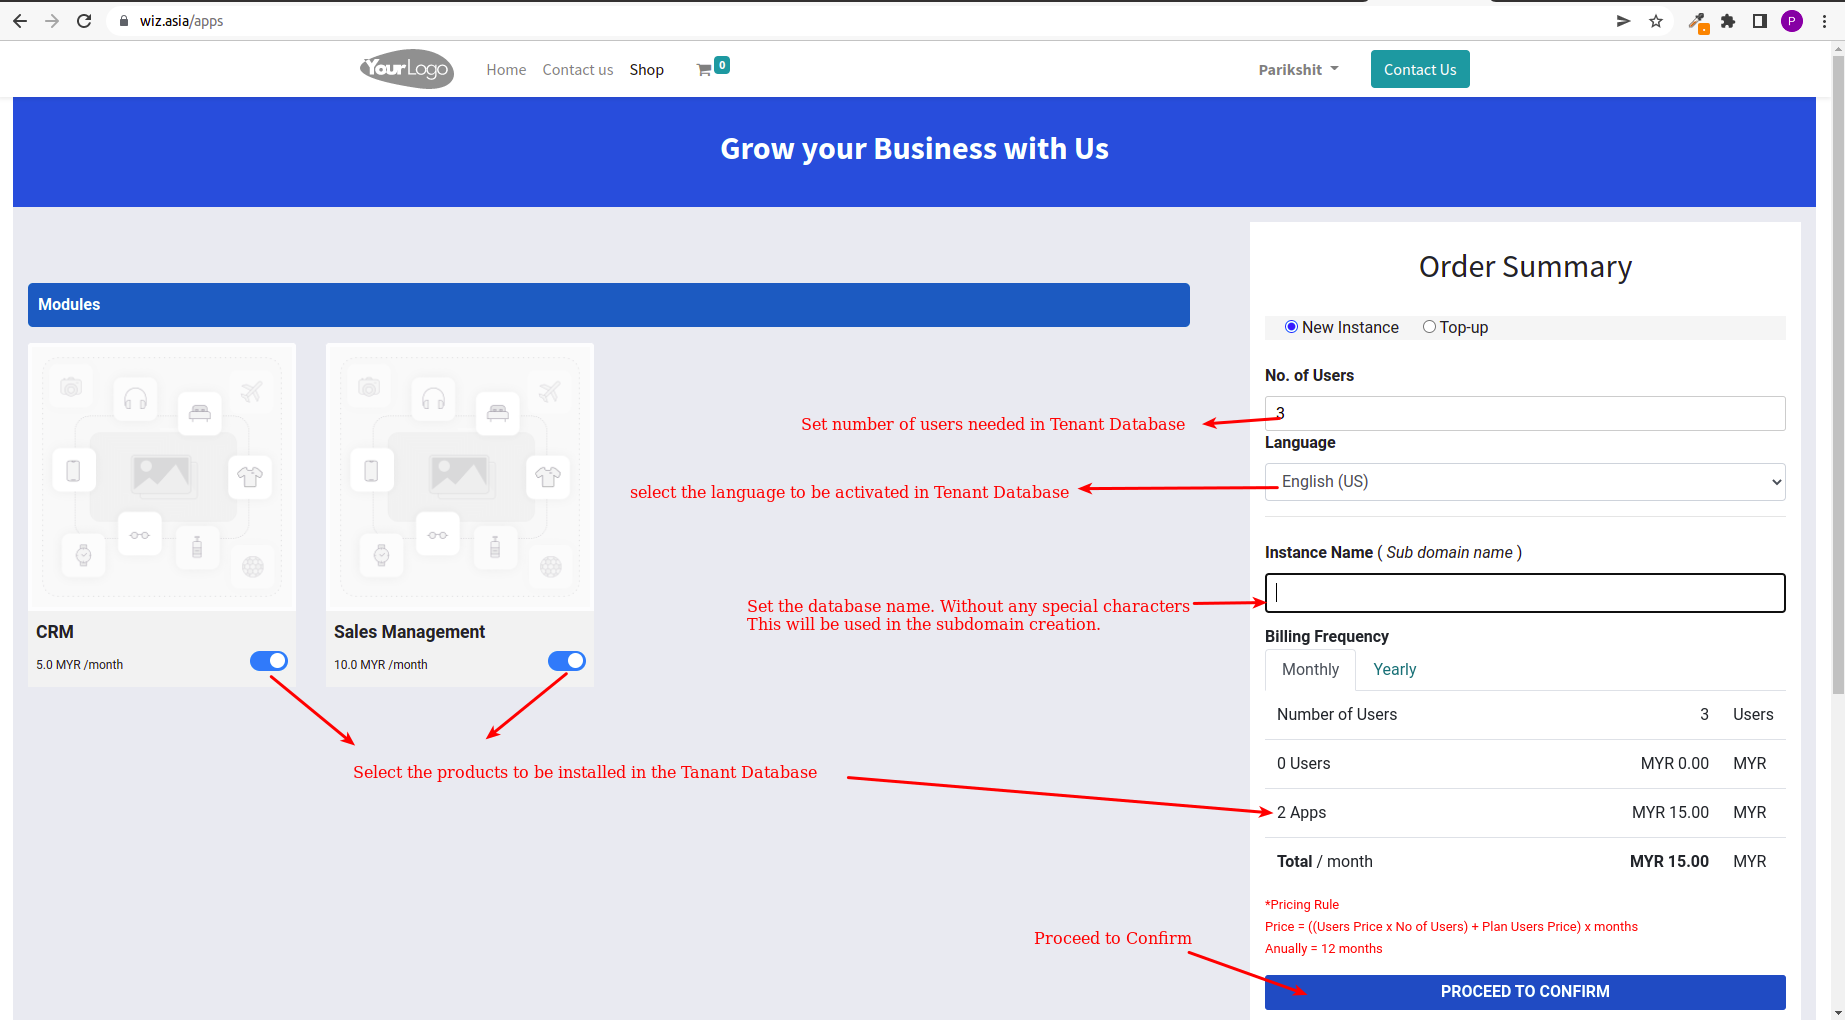 wiz.asia/apps
P
YourLogo
Home
Contact us
Shop
0
Parikshit
Contact Us
Grow your Business with Us
Modules
CRM
5.0 MYR /month
Sales Management
10.0 MYR /month
Select the products to be installed in the Tanant Database
Set number of users needed in Tenant Database
select the language to be activated in Tenant Database
Set the database name. Without any special characters
This will be used in the subdomain creation.
Proceed to Confirm
Order Summary
New Instance Top-up
No. of Users
3
Language
English (US)
Instance Name ( Sub domain name )
Billing Frequency
Monthly Yearly
Number of Users 3 Users
0 Users MYR 0.00 MYR
2 Apps MYR 15.00 MYR
Total / month MYR 15.00 MYR
*Pricing Rule
Price = ((Users Price x No of Users) + Plan Users Price) x months
Anually = 12 months
PROCEED TO CONFIRM